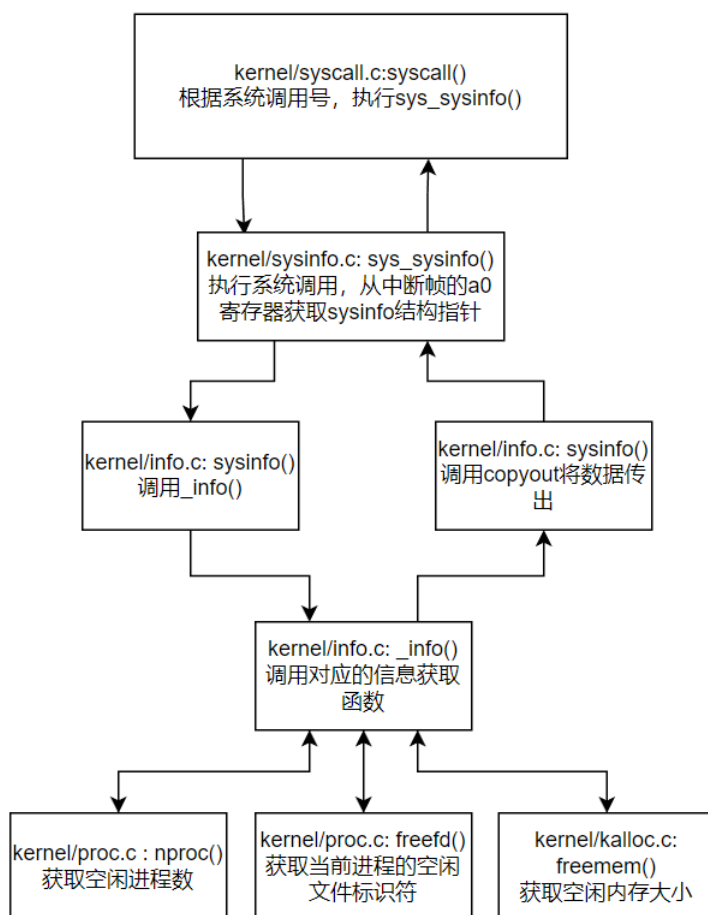 kernel/syscall.c:syscall()
根据系统调用号，执行sys_sysinfo()
kernel/sysinfo.c: sys_sysinfo()
执行系统调用，从中断帧的a0
寄存器获取sysinfo结构指针
kernel/info.c: sysinfo()
调用_info()
kernel/info.c: sysinfo()
调用copyout将数据传
出
kernel/info.c: _info()
调用对应的信息获取
函数
kernel/proc.c : nproc()
获取空闲进程数
kernel/proc.c: freefd()
获取当前进程的空闲
文件标识符
kernel/kalloc.c:
freemem()
获取空闲内存大小